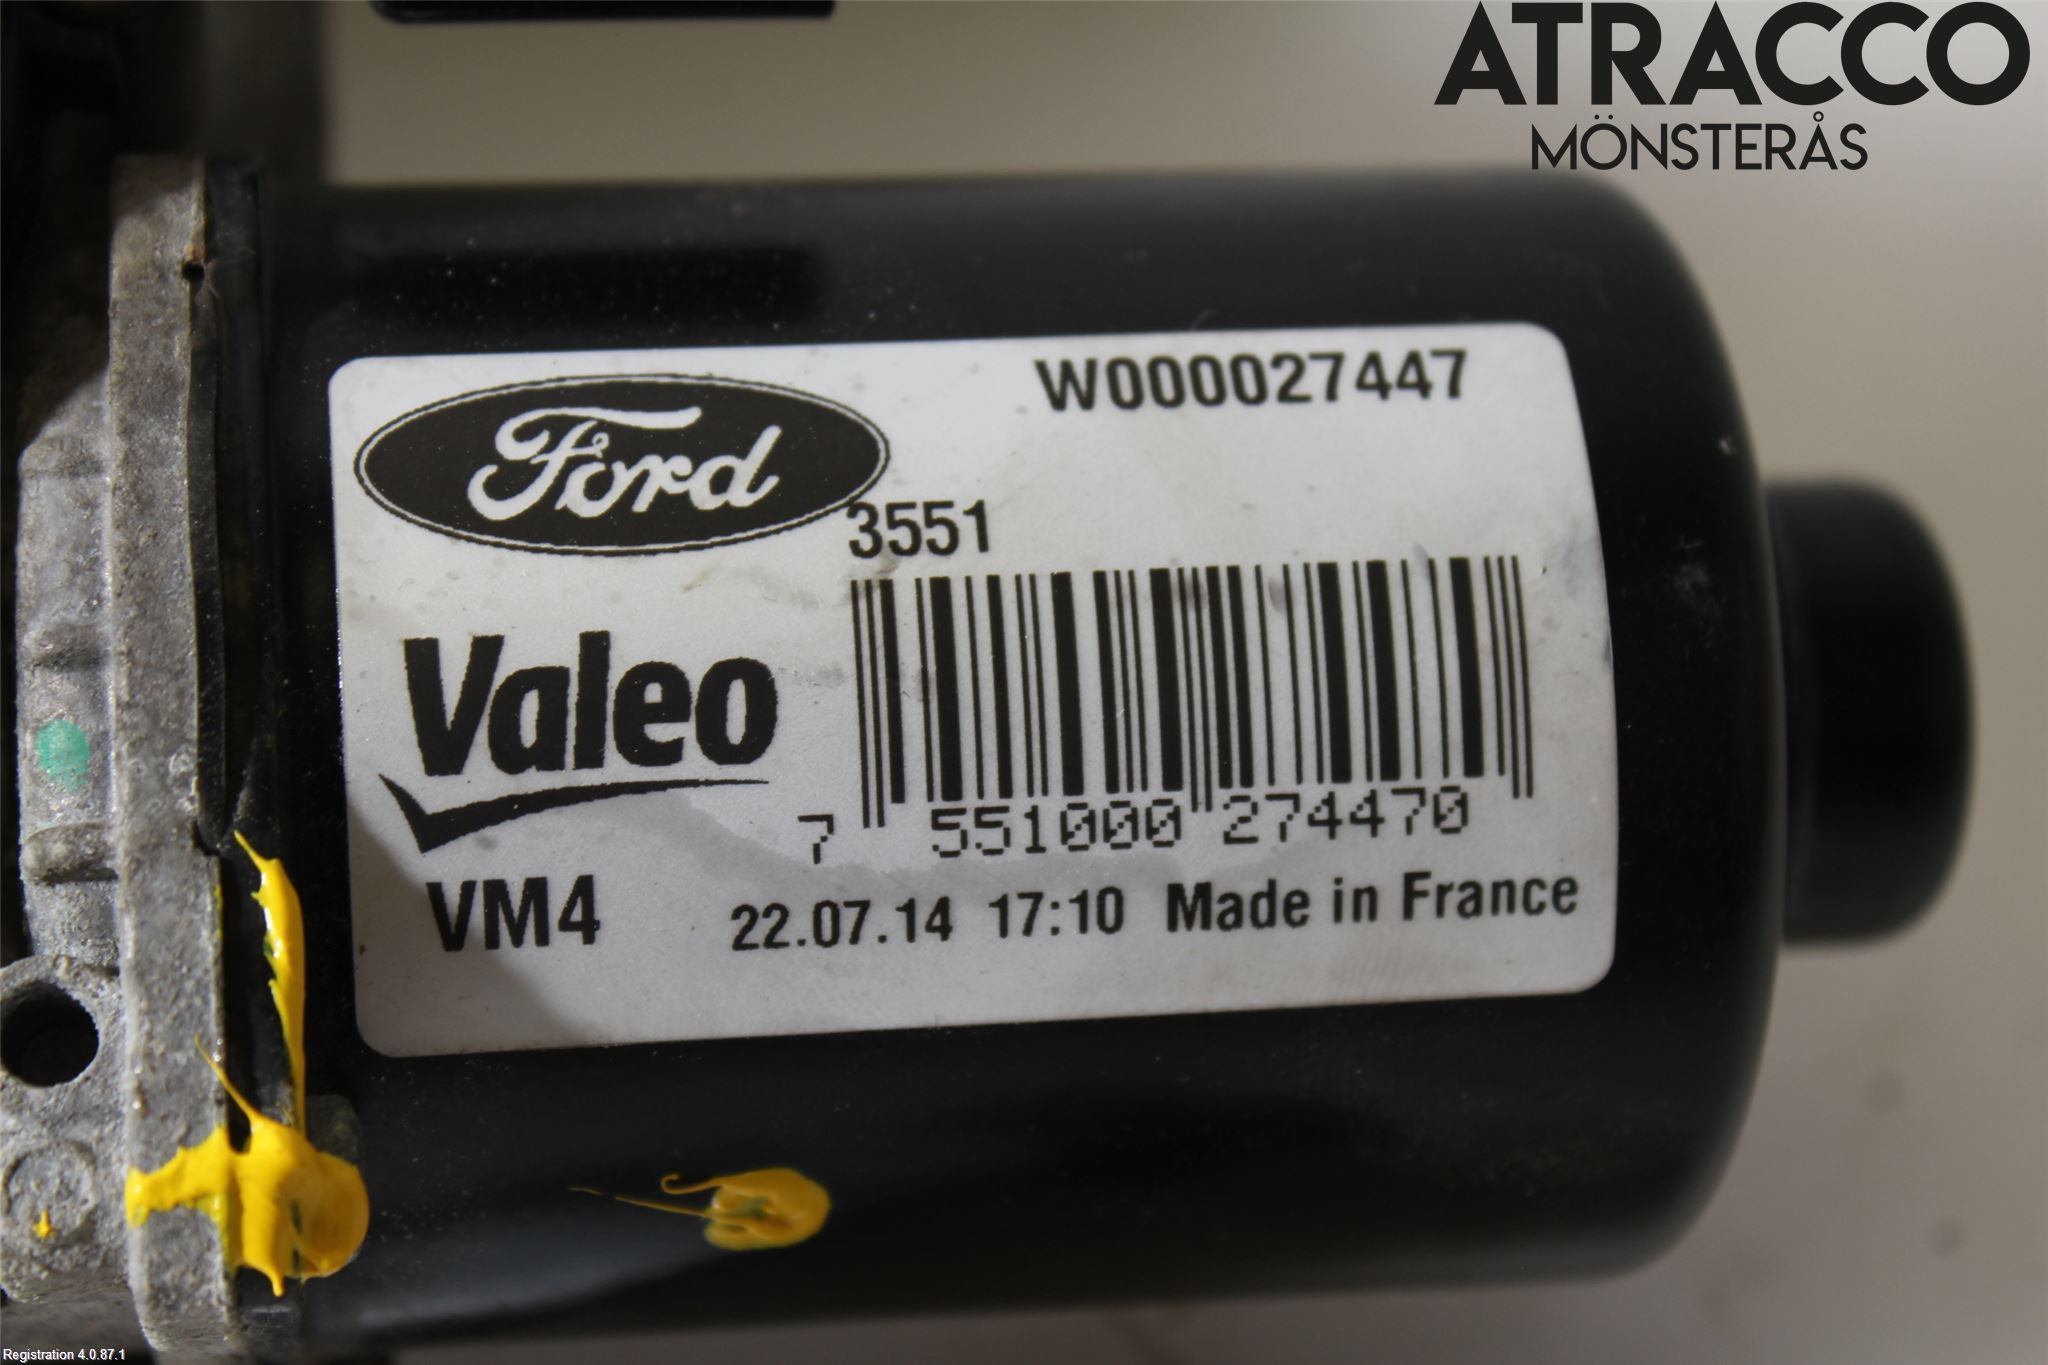 ATRACCO
MÖNSTERÅS
W000027447
Ford
3551
Valeo
7 551000 274470
VM4 22.07.14 17:10 Made in France
Registration 4.0.87.1